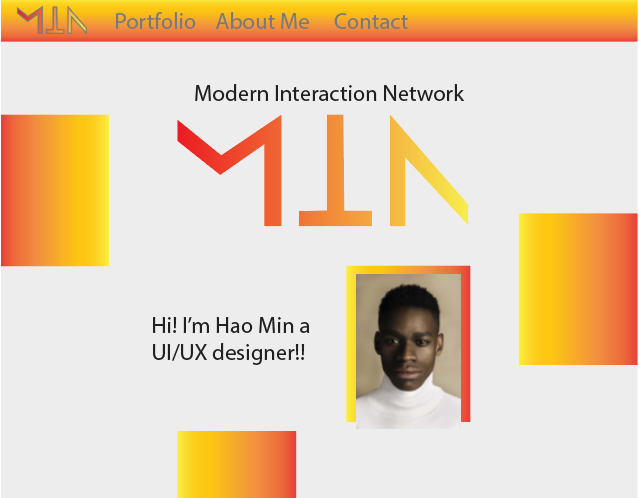 MIN Portfolio About Me Contact
Modern Interaction Network
MIN
Hi! I'm Hao Min a
UI/UX designer!!